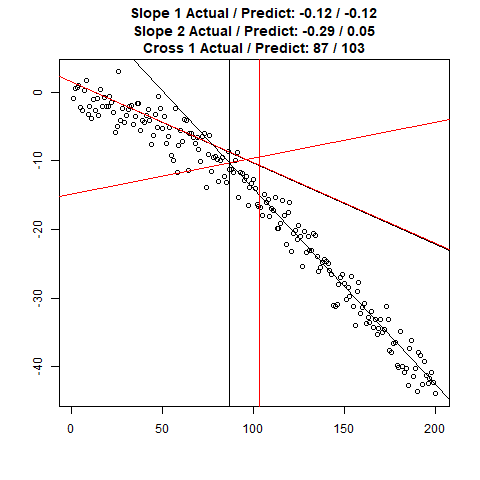 Slope 1 Actual / Predict: -0.12 / -0.12
Slope 2 Actual / Predict: -0.29 / 0.05
Cross 1 Actual / Predict: 87 / 103
0
-10
-20
-30
-40
0 50 100 150 200